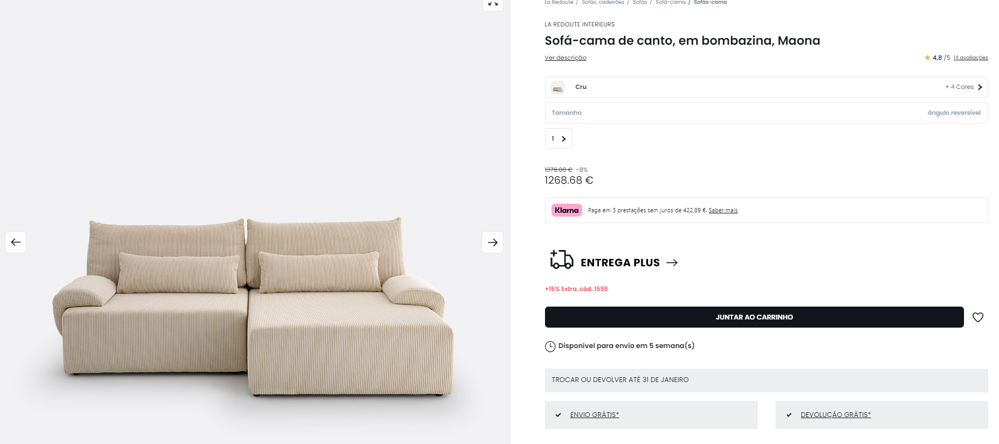 La Redoute / Sofás, cadeirões / Sofás / Sofá-cama / Sofás-cama
LA REDOUTE INTERIEURS
Sofá-cama de canto, em bombazina, Maona
Ver descrição
4,8 /5 14 avaliações
Cru
+ 4 Cores
Tamanho
ângulo reversível
1
1379.00 € -8%
1268.68 €
Klarna Paga em 3 prestações sem juros de 422,89 €. Saber mais
ENTREGA PLUS
+15% Extra, cód. 1598
JUNTAR AO CARRINHO
Disponível para envio em 5 semana(s)
TROCAR OU DEVOLVER ATÉ 31 DE JANEIRO
ENVIO GRÁTIS*
DEVOLUÇÃO GRÁTIS*